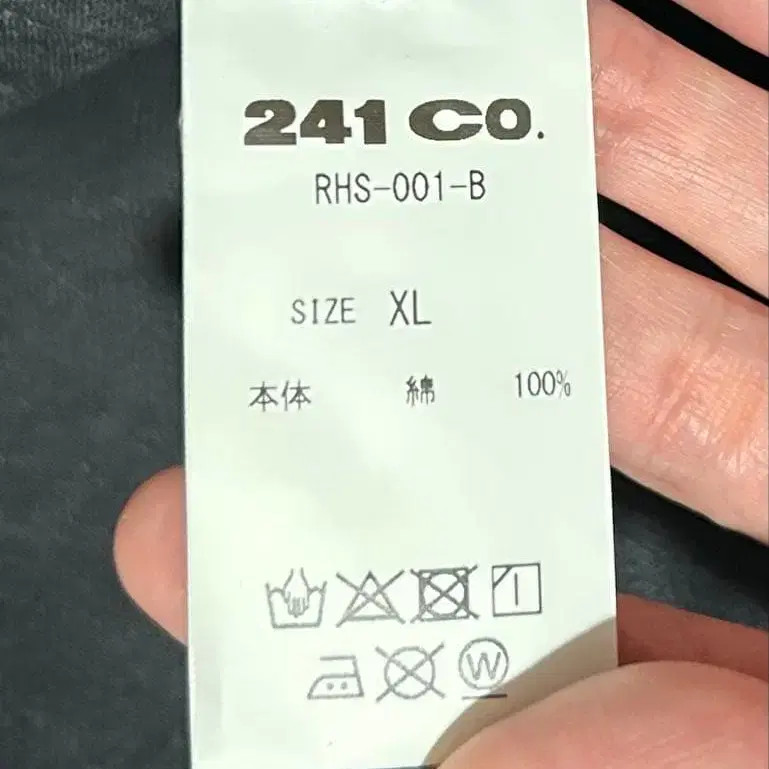 241 CO.
RHS-001-B
SIZE XL
本体 綿 100%
W